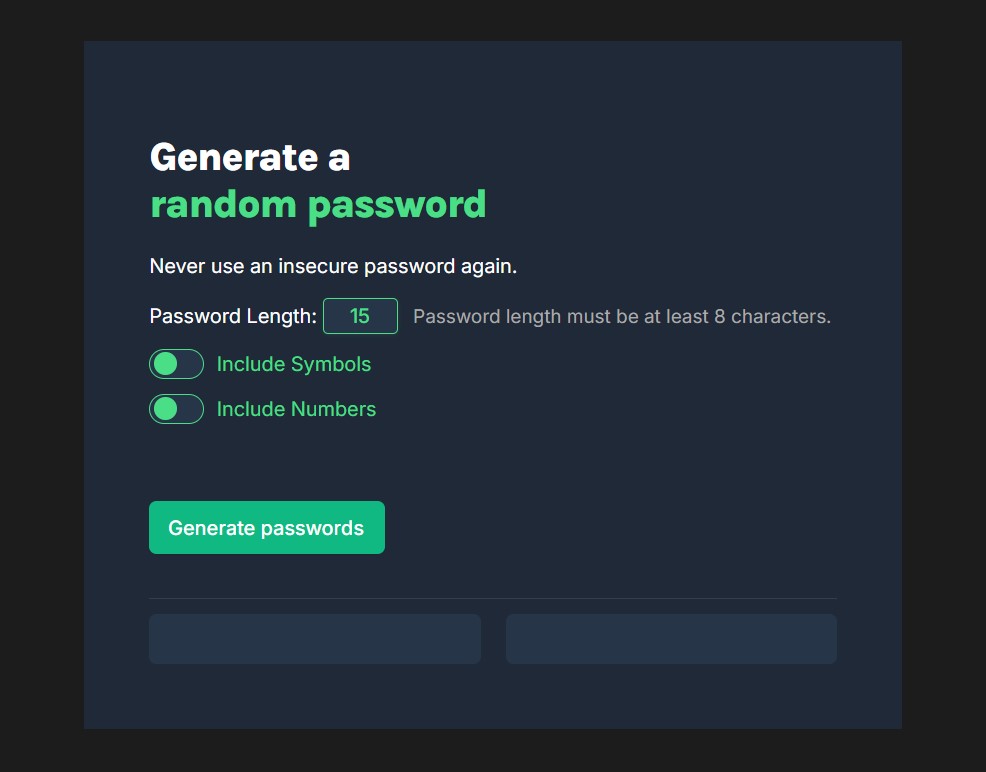 Generate a
random password
Never use an insecure password again.
Password Length: 15 Password length must be at least 8 characters.
Include Symbols
Include Numbers
Generate passwords